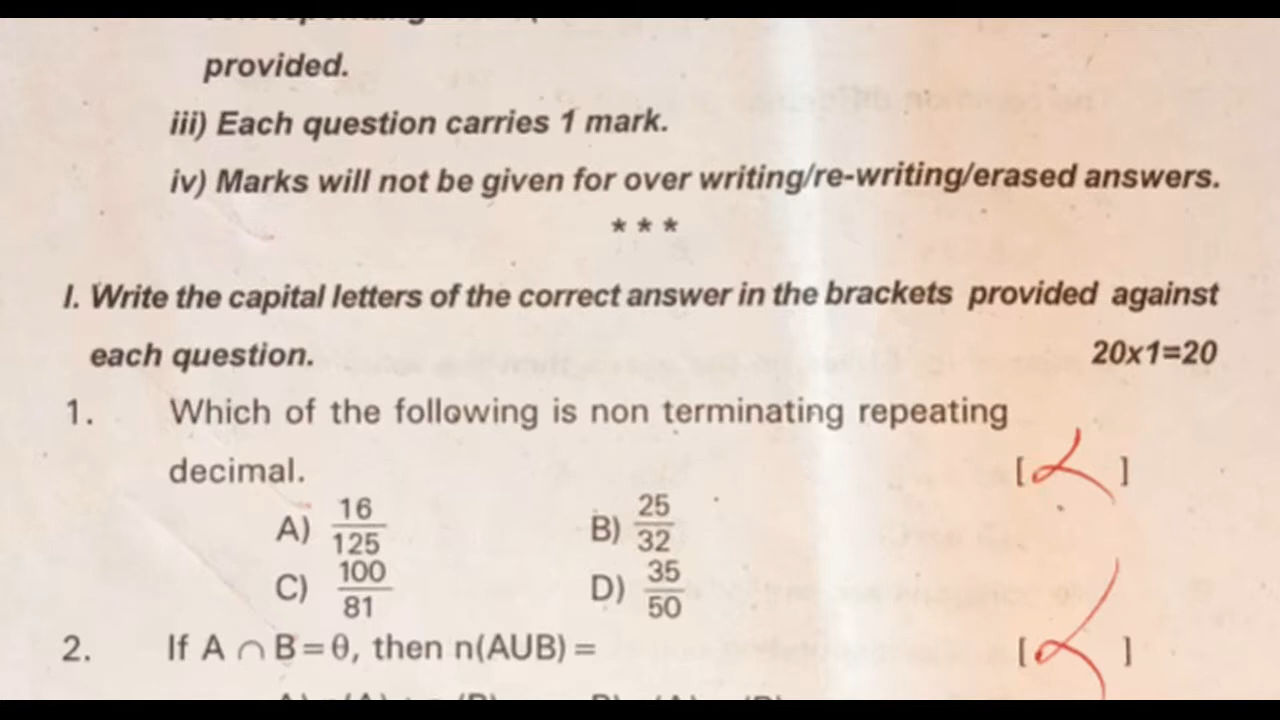 provided.
iii) Each question carries 1 mark.
iv) Marks will not be given for over writing/re-writing/erased answers.
* * *
I. Write the capital letters of the correct answer in the brackets provided against
each question. 20x1=20
1. Which of the following is non terminating repeating
decimal. [ ]
A) 16/125 B) 25/32
C) 100/81 D) 35/50
2. If A ∩ B=θ, then n(AUB) = [ ]